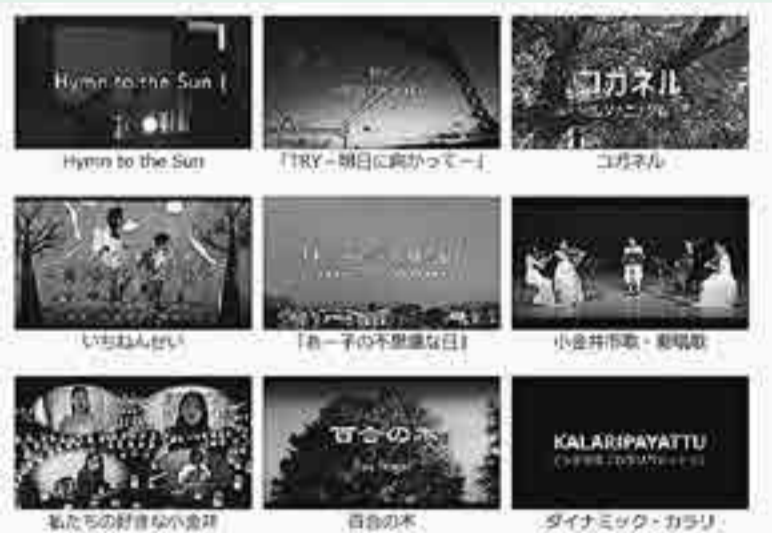 Hymn to the Sun
Hymn to the Sun
「TRY－明日に向かって－」
コガネル
コガネル
いちねんせい
「あー子の不思議な日」
小金井市歌・重唱歌
私たちの好きな小金井
百合の木
百合の木
KALARIPAYATTU
ダイナミック・カラリ